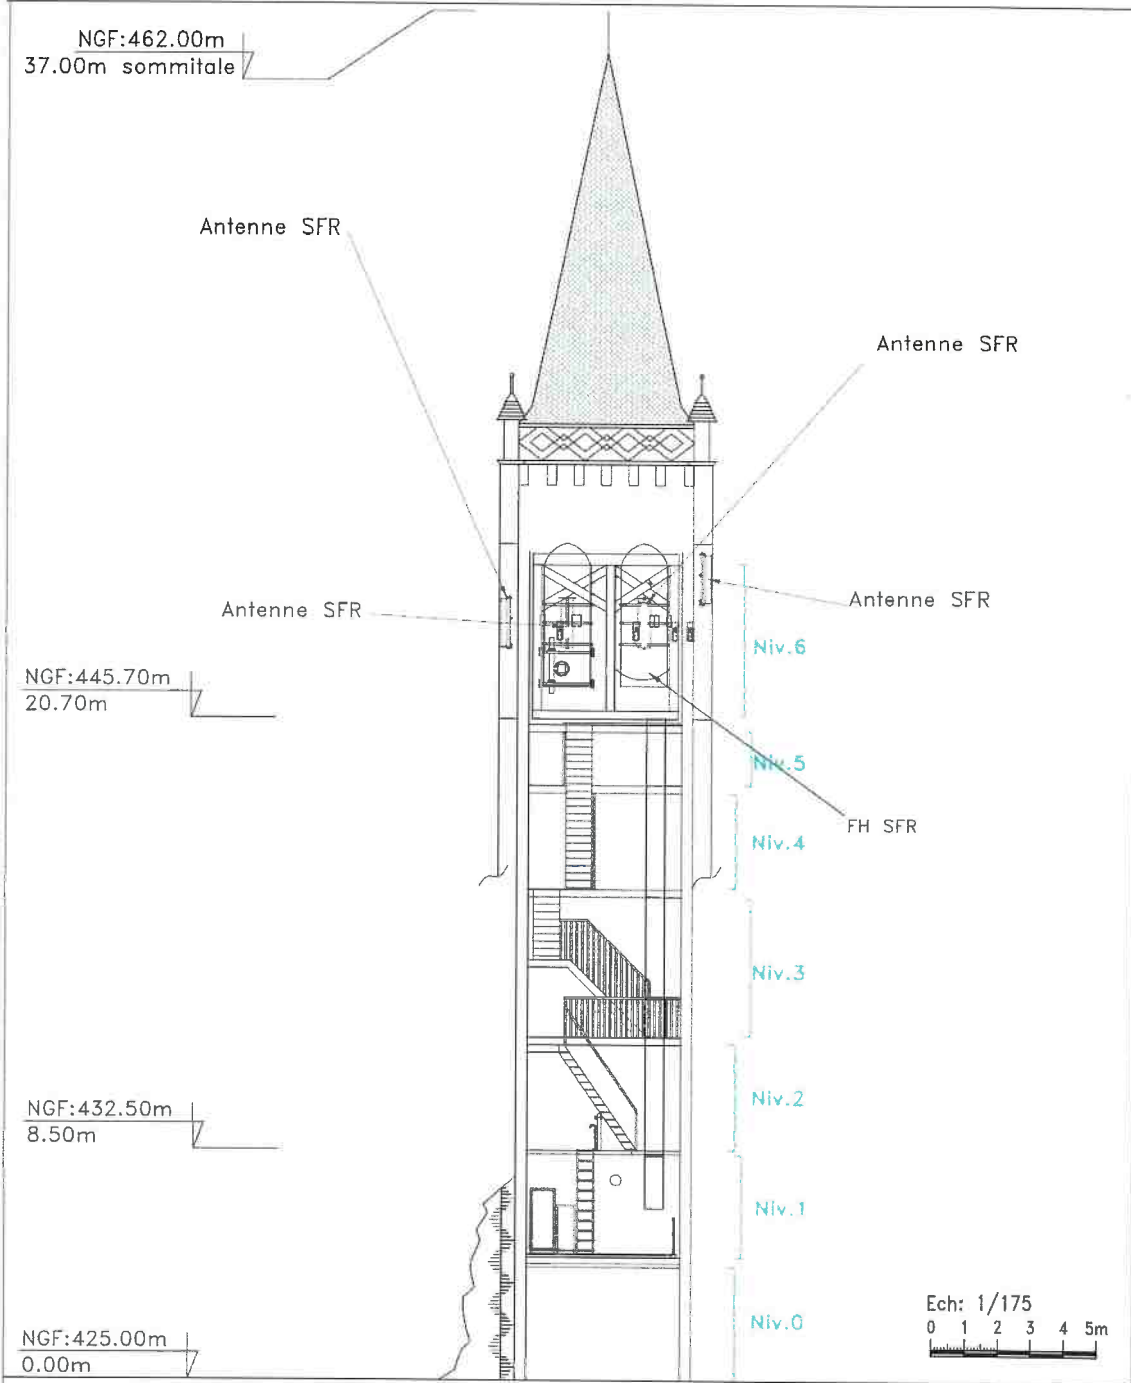 NGF:462.00m
37.00m sommitale
Antenne SFR
Antenne SFR
Antenne SFR
Antenne SFR
Niv.6
NGF:445.70m
20.70m
Niv.5
FH SFR
Niv.4
Niv.3
Niv.2
NGF:432.50m
8.50m
Niv.1
Ech: 1/175
0 1 2 3 4 5m
Niv.0
NGF:425.00m
0.00m